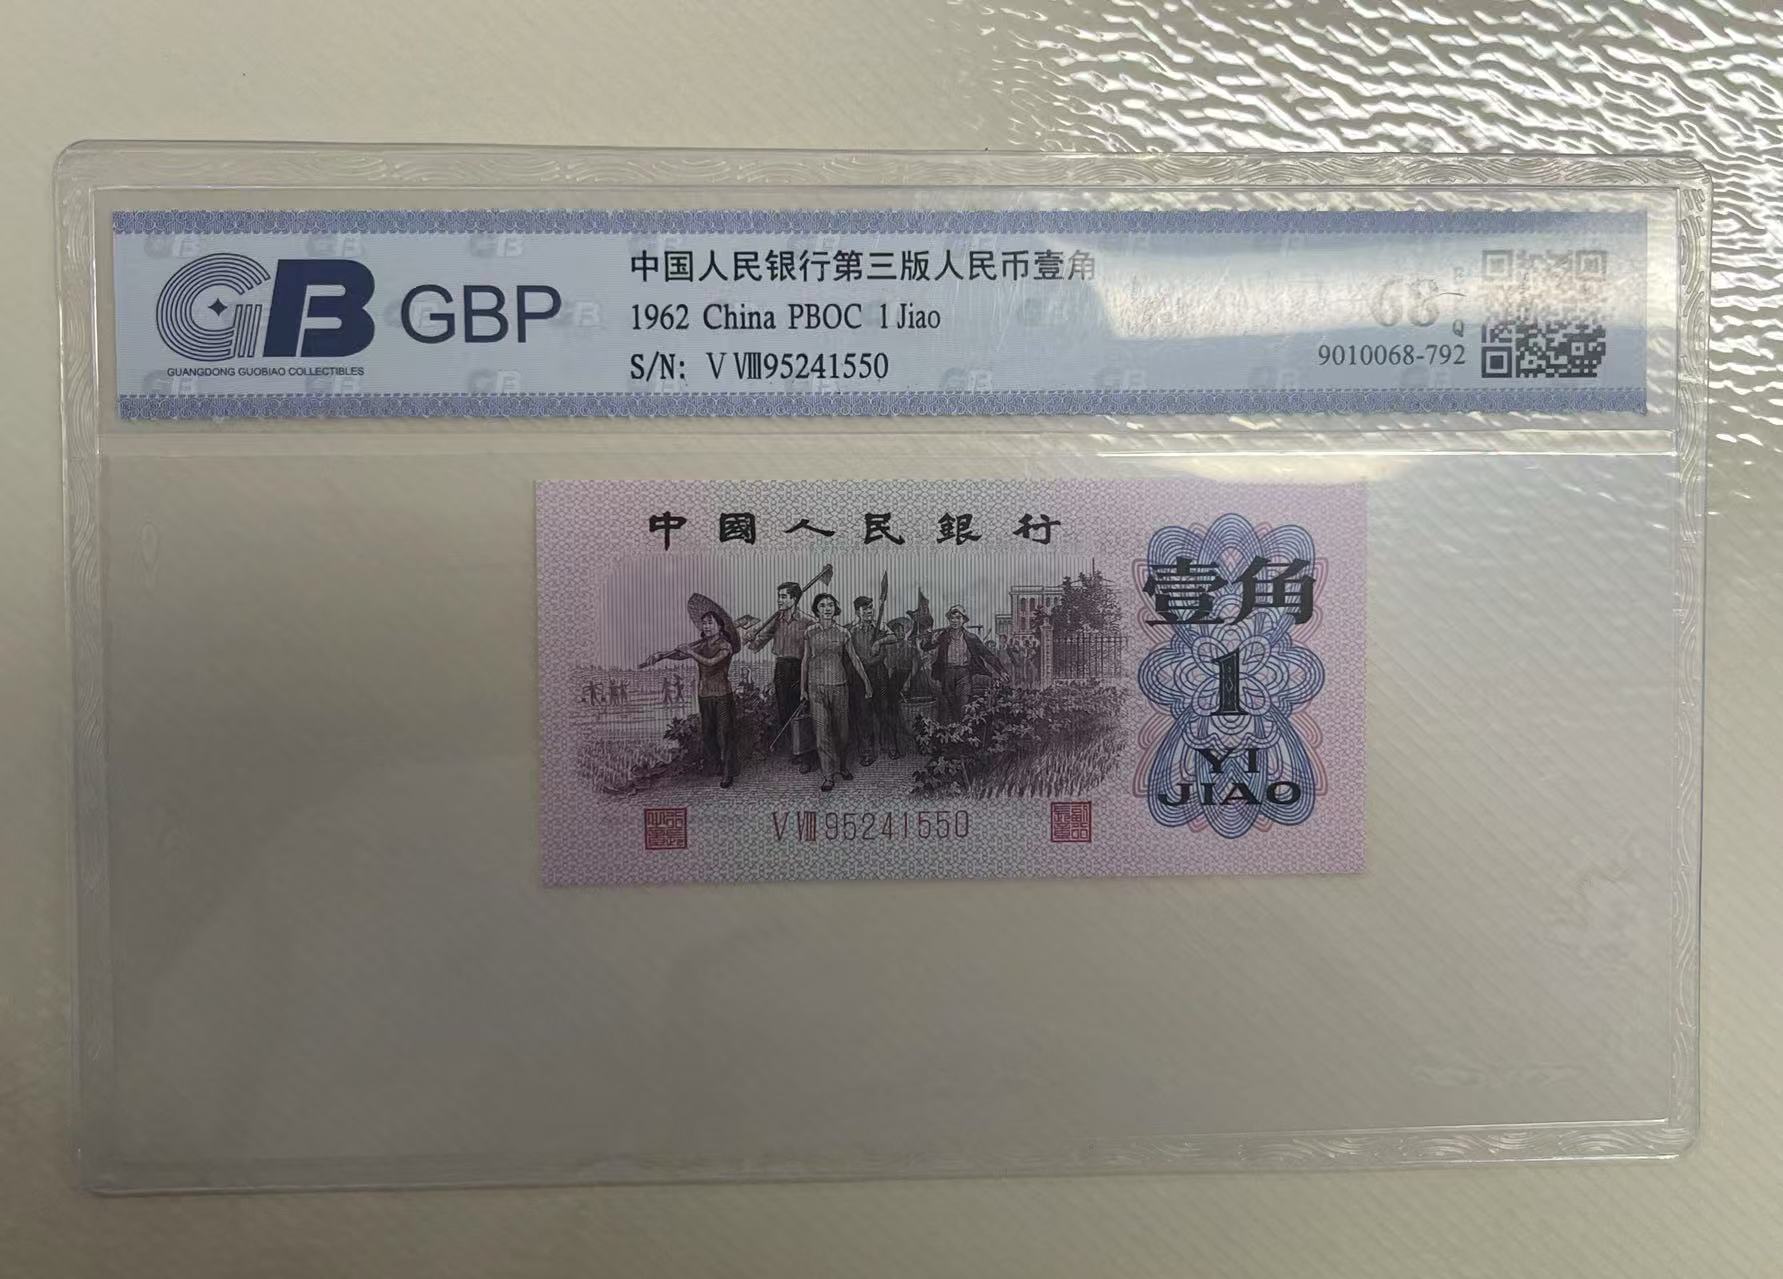 GBP
GUANGDONG GUOBIAO COLLECTIBLES
中国人民银行第三版人民币壹角
1962 China PBOC 1 Jiao
S/N: V Ⅷ95241550
68 E
Q
9010068-792
中國人民銀行
壹角
1
YI
JIAO
V Ⅷ 95241550